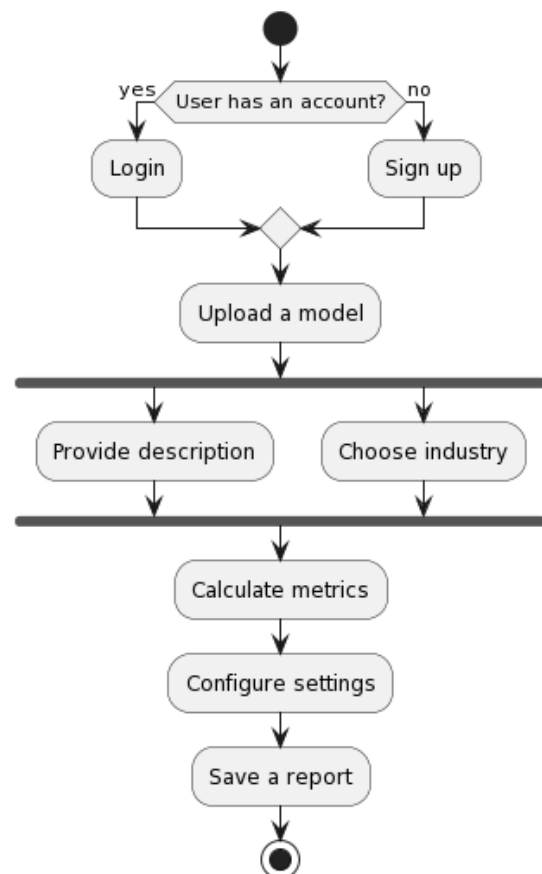 yes
User has an account?
no
Login
Sign up
Upload a model
Provide description
Choose industry
Calculate metrics
Configure settings
Save a report